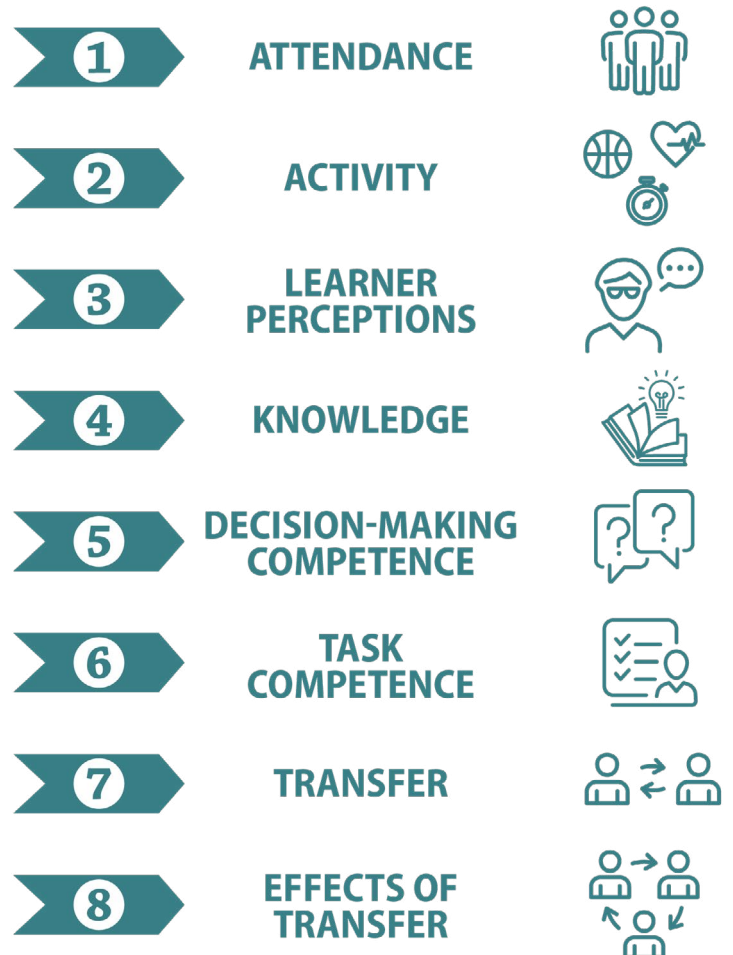 1 ATTENDANCE
2 ACTIVITY
3 LEARNER
PERCEPTIONS
4 KNOWLEDGE
5 DECISION-MAKING
COMPETENCE
6 TASK
COMPETENCE
7 TRANSFER
8 EFFECTS OF
TRANSFER